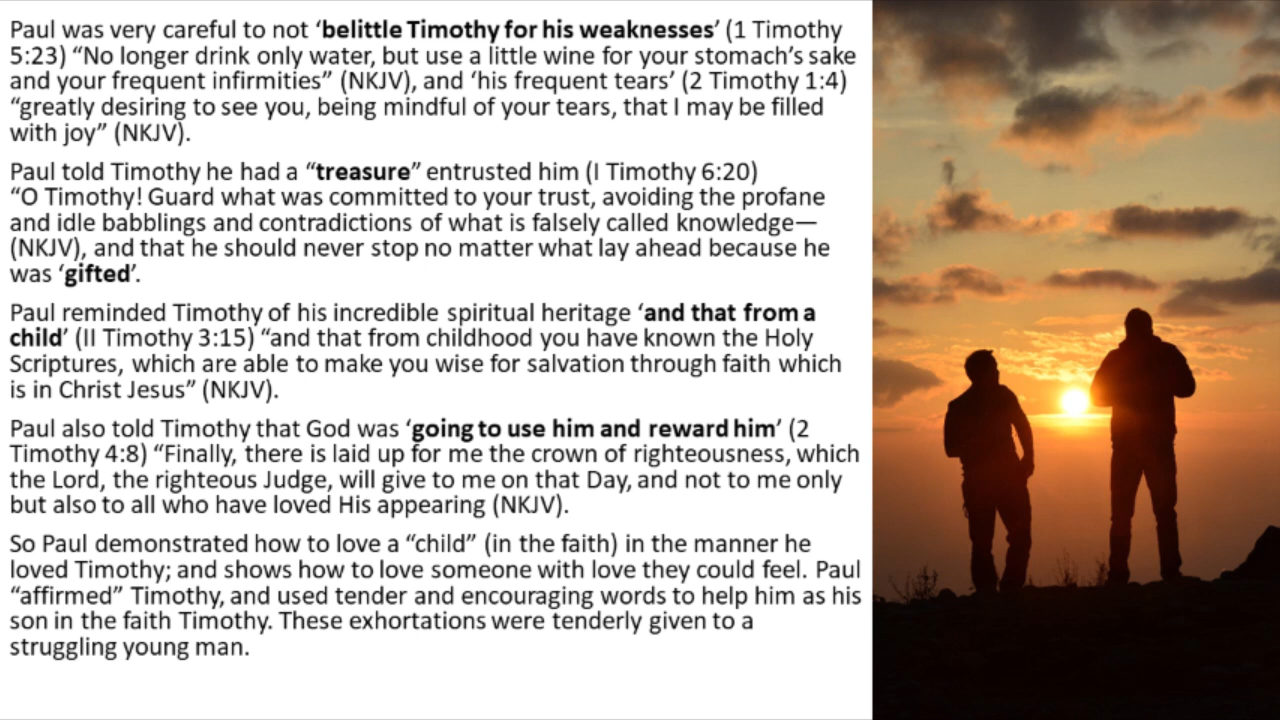 Paul was very careful to not ‘belittle Timothy for his weaknesses’ (1 Timothy
5:23) “No longer drink only water, but use a little wine for your stomach’s sake
and your frequent infirmities” (NKJV), and ‘his frequent tears’ (2 Timothy 1:4)
“greatly desiring to see you, being mindful of your tears, that I may be filled
with joy” (NKJV).
Paul told Timothy he had a “treasure” entrusted him (I Timothy 6:20)
“O Timothy! Guard what was committed to your trust, avoiding the profane
and idle babblings and contradictions of what is falsely called knowledge—
(NKJV), and that he should never stop no matter what lay ahead because he
was ‘gifted’.
Paul reminded Timothy of his incredible spiritual heritage ‘and that from a
child’ (II Timothy 3:15) “and that from childhood you have known the Holy
Scriptures, which are able to make you wise for salvation through faith which
is in Christ Jesus” (NKJV).
Paul also told Timothy that God was ‘going to use him and reward him’ (2
Timothy 4:8) “Finally, there is laid up for me the crown of righteousness, which
the Lord, the righteous Judge, will give to me on that Day, and not to me only
but also to all who have loved His appearing (NKJV).
So Paul demonstrated how to love a “child” (in the faith) in the manner he
loved Timothy; and shows how to love someone with love they could feel. Paul
“affirmed” Timothy, and used tender and encouraging words to help him as his
son in the faith Timothy. These exhortations were tenderly given to a
struggling young man.